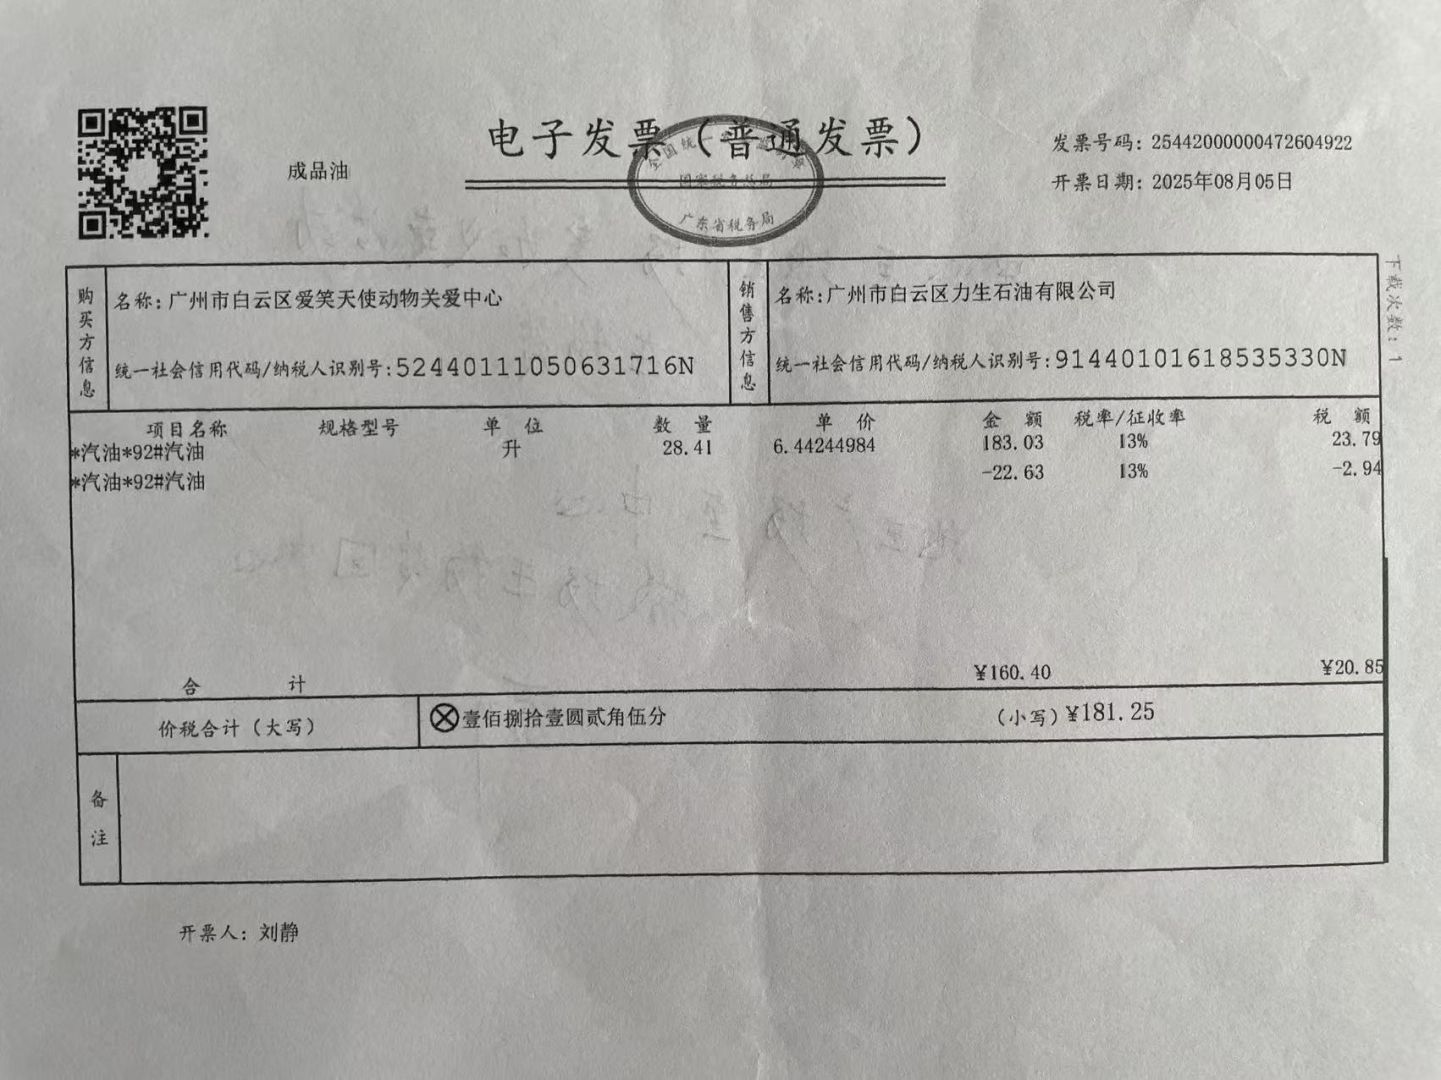 电子发票（普通发票）
成品油
发票号码：25442000000472604922
开票日期：2025年08月05日
国家税务总局
广东省税务局
下载次数：1
购买方信息
名称：广州市白云区爱笑天使动物关爱中心
统一社会信用代码/纳税人识别号：52440111050631716N
销售方信息
名称：广州市白云区力生石油有限公司
统一社会信用代码/纳税人识别号：91440101618535330N
项目名称 规格型号 单位 数量 单价 金额 税率/征收率 税额
*汽油*92#汽油 升 28.41 6.44244984 183.03 13% 23.79
*汽油*92#汽油 -22.63 13% -2.94
合计 ¥160.40 ¥20.85
价税合计（大写） 壹佰捌拾壹圆贰角伍分 （小写）¥181.25
备注
开票人：刘静